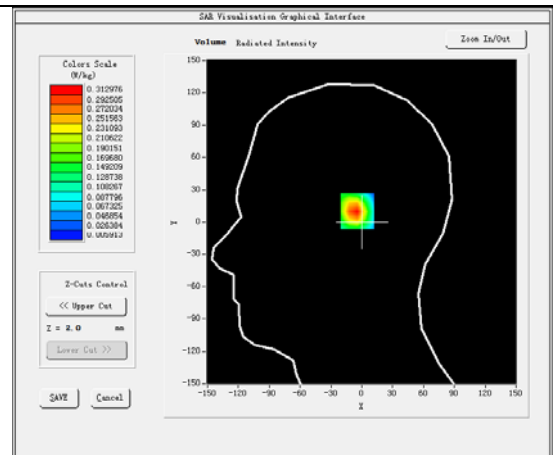 SAR Visualisation Graphical Interface
Volume Radiated Intensity
Zoom In/Out
Colors Scale
(W/kg)
0.312976
0.292505
0.272034
0.251563
0.231093
0.210622
0.190151
0.169680
0.149209
0.128738
0.108267
0.087796
0.067325
0.046854
0.026384
0.005913
Z-Cuts Control
<< Upper Cut
Z = 2.0 mm
Lower Cut >>
SAVE Cancel
150
120
90
60
30
0
-30
-60
-90
-120
-150
Y
-150 -120 -90 -60 -30 0 30 60 90 120 150
X